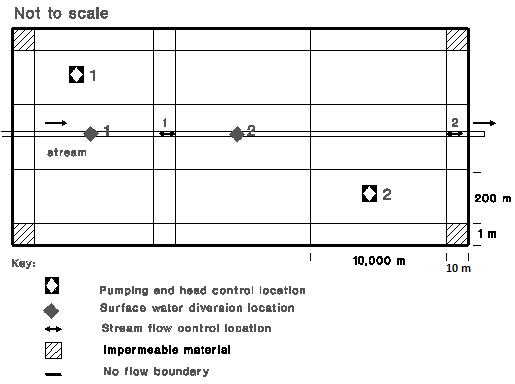 Not to scale
1
1
1
2
2
stream
2
200 m
1 m
Key:
10,000 m
10 m
Pumping and head control location
Surface water diversion location
Stream flow control location
Impermeable material
No flow boundary